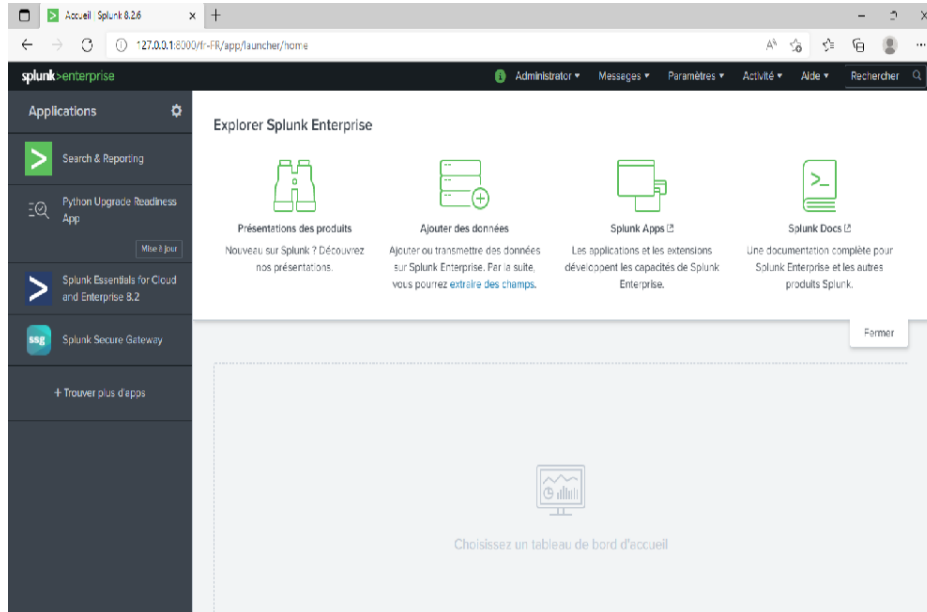 Accueil | Splunk 8.2.6
127.0.0.1:8000/fr-FR/app/launcher/home
splunk>enterprise
Administrator
Messages
Paramètres
Activité
Aide
Rechercher
Applications
Search & Reporting
Python Upgrade Readiness
App
Mise à jour
Splunk Essentials for Cloud
and Enterprise 8.2
ssg
Splunk Secure Gateway
+ Trouver plus d'apps
Explorer Splunk Enterprise
Présentations des produits
Nouveau sur Splunk ? Découvrez
nos présentations.
Ajouter des données
Ajouter ou transmettre des données
sur Splunk Enterprise. Par la suite,
vous pourrez extraire des champs.
Splunk Apps
Les applications et les extensions
développent les capacités de Splunk
Enterprise.
Splunk Docs
Une documentation complète pour
Splunk Enterprise et les autres
produits Splunk.
Fermer
Choisissez un tableau de bord d'accueil